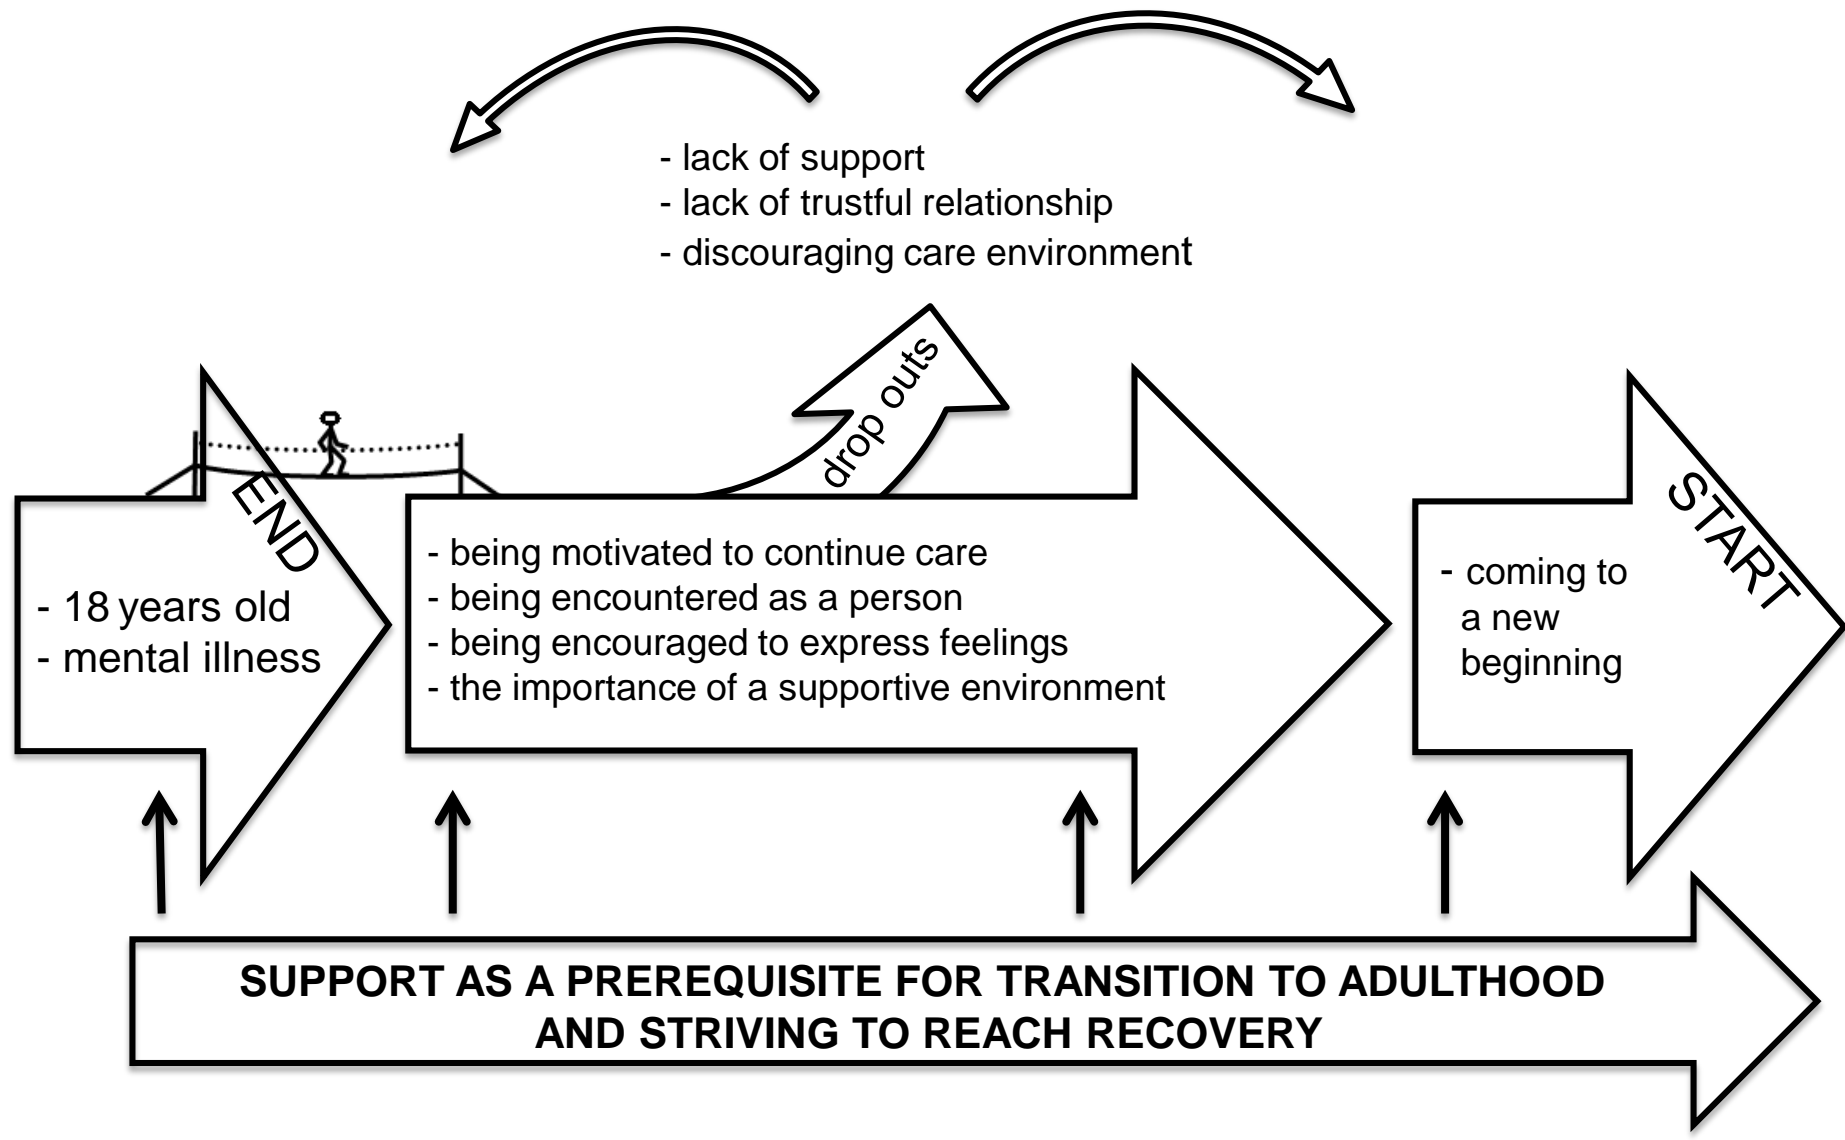 - lack of support
- lack of trustful relationship
- discouraging care environment
drop outs
END
- 18 years old
- mental illness
- being motivated to continue care
- being encountered as a person
- being encouraged to express feelings
- the importance of a supportive environment
START
- coming to
a new
beginning
SUPPORT AS A PREREQUISITE FOR TRANSITION TO ADULTHOOD
AND STRIVING TO REACH RECOVERY